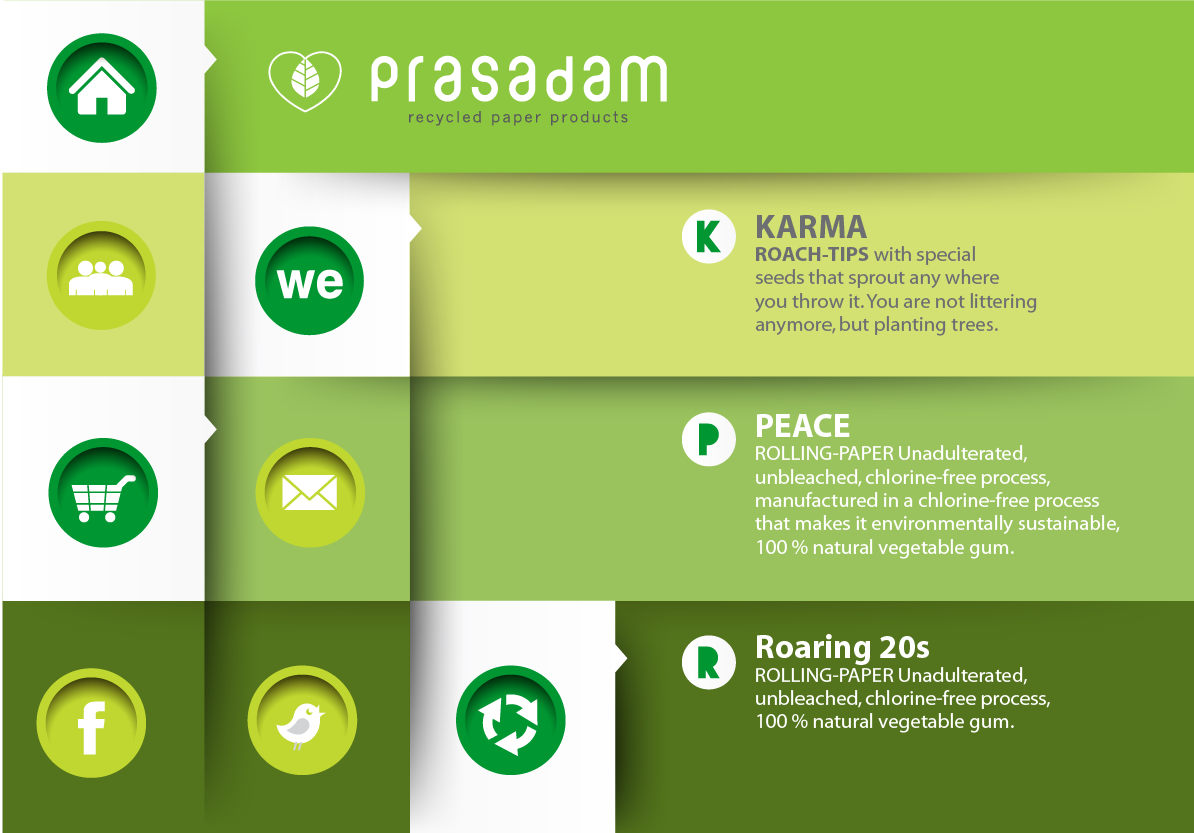 prasadam
recycled paper products
we
K
KARMA
ROACH-TIPS with special
seeds that sprout any where
you throw it. You are not littering
anymore, but planting trees.
P
PEACE
ROLLING-PAPER Unadulterated,
unbleached, chlorine-free process,
manufactured in a chlorine-free process
that makes it environmentally sustainable,
100 % natural vegetable gum.
f
R
Roaring 20s
ROLLING-PAPER Unadulterated,
unbleached, chlorine-free process,
100 % natural vegetable gum.